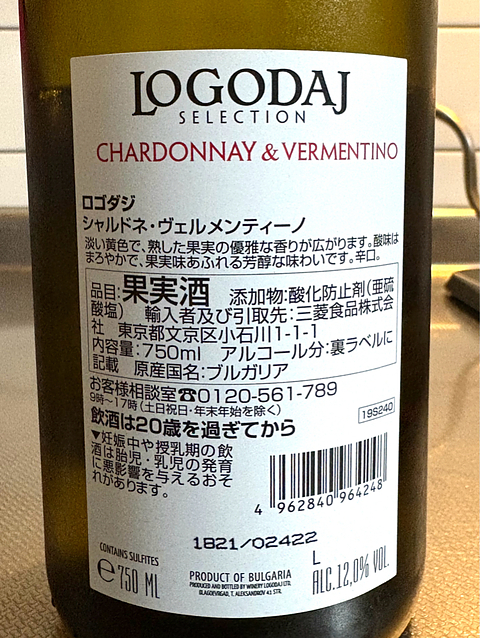 LOGODAJ
SELECTION
CHARDONNAY & VERMENTINO
ロゴダジ
シャルドネ・ヴェルメンティーノ
淡い黄色で、熟した果実の優雅な香りが広がります。酸味は
まろやかで、果実味あふれる芳醇な味わいです。辛口。
品目:果実酒 添加物:酸化防止剤(亜硫
酸塩) 輸入者及び引取先:三菱食品株式会
社 東京都文京区小石川1-1-1
内容量:750ml アルコール分:裏ラベルに
記載 原産国名:ブルガリア
お客様相談室☎0120-561-789
9時〜17時(土日祝日・年末年始を除く)
19S240
飲酒は20歳を過ぎてから
▼妊娠中や授乳期の飲
酒は胎児・乳児の発育
に悪影響を与えるおそ
れがあります。
4 962840 964248
1821/02422
L
CONTAINS SULFITES
℮750 ML
PRODUCT OF BULGARIA
PRODUCED AND BOTTLED BY WINERY LOGODAJ LTD.
BLAGOEVGRAD, T. ALEKSANDROV 41 STR.
ALC.12,0% VOL.